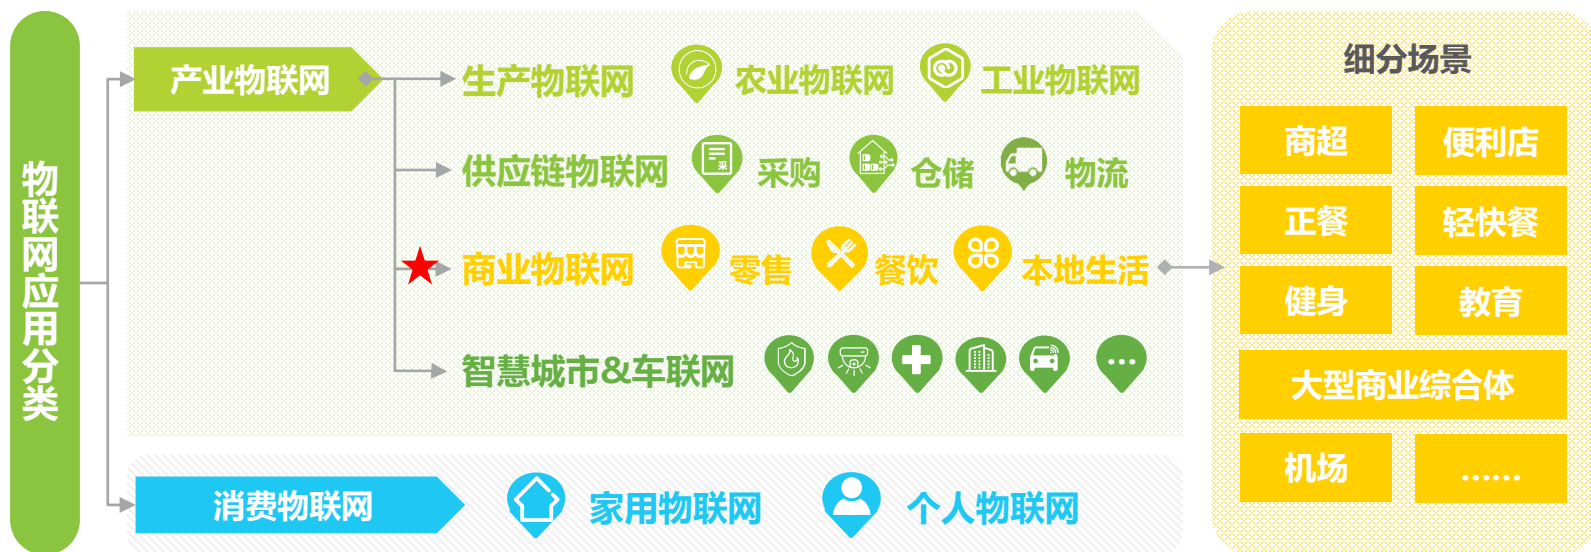 物联网应用分类
产业物联网
生产物联网 农业物联网 工业物联网
供应链物联网 采 采购 仓储 物流
商业物联网 零售 餐饮 本地生活
智慧城市&车联网 ...
消费物联网 家用物联网 个人物联网
细分场景
商超 便利店
正餐 轻快餐
健身 教育
大型商业综合体
机场 ......